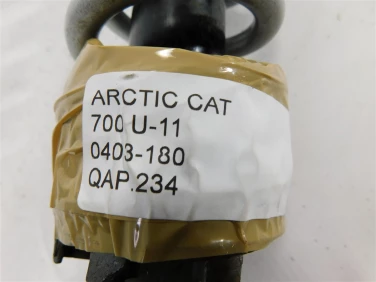 ARCTIC CAT
700 U-11
0403-180
QAP.234